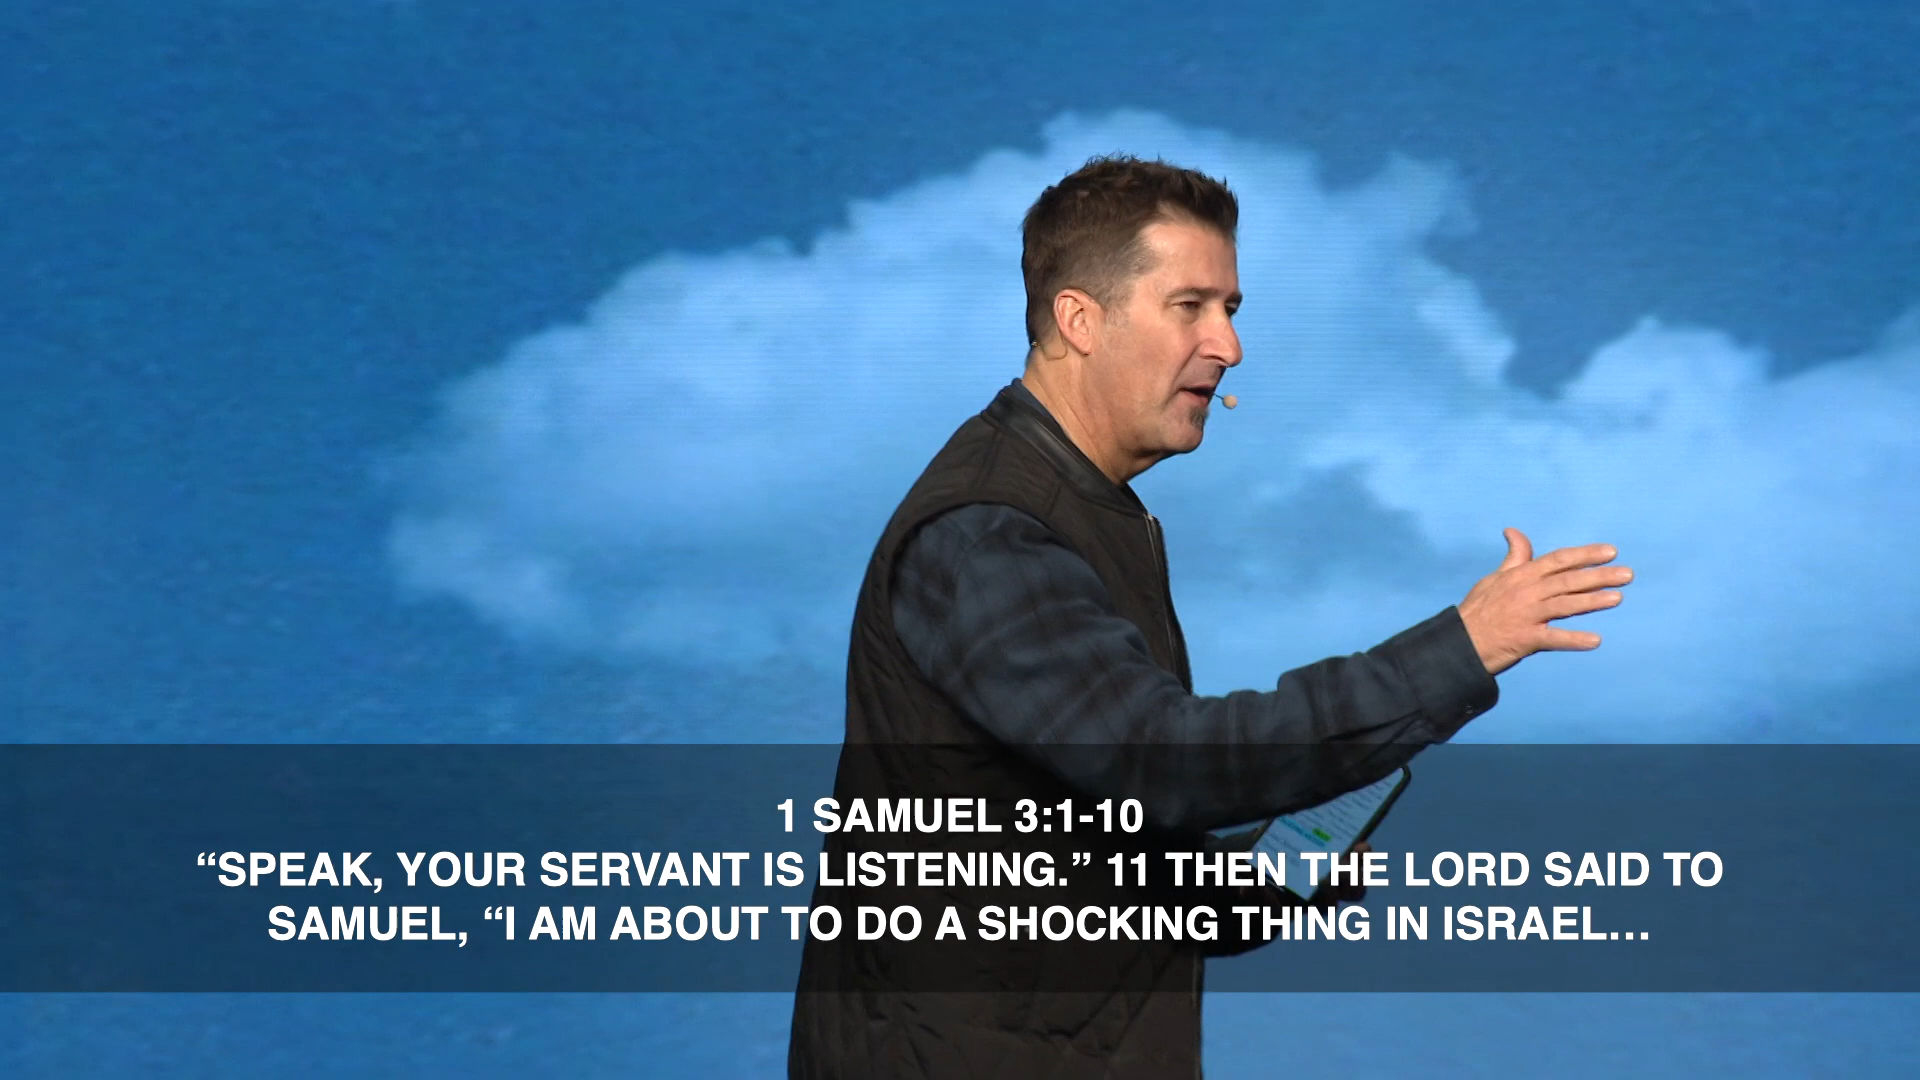 1 SAMUEL 3:1-10
“SPEAK, YOUR SERVANT IS LISTENING.” 11 THEN THE LORD SAID TO
SAMUEL, “I AM ABOUT TO DO A SHOCKING THING IN ISRAEL…